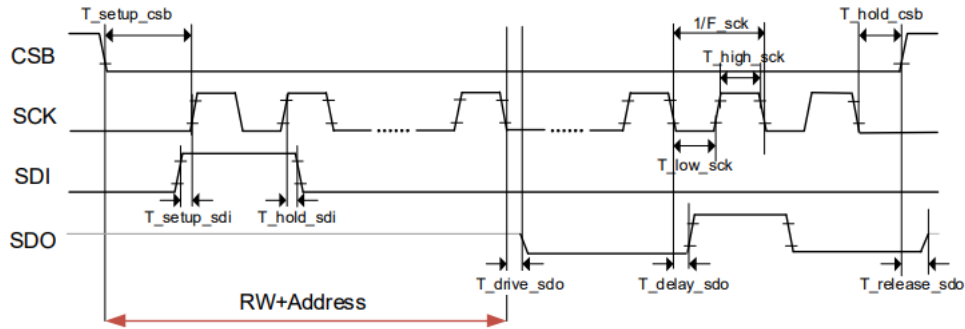 T_setup_csb
T_hold_csb
1/F_sck
CSB
T_high_sck
SCK
......
......
T_low_sck
SDI
T_setup_sdi
T_hold_sdi
SDO
T_drive_sdo
T_delay_sdo
T_release_sdo
RW+Address